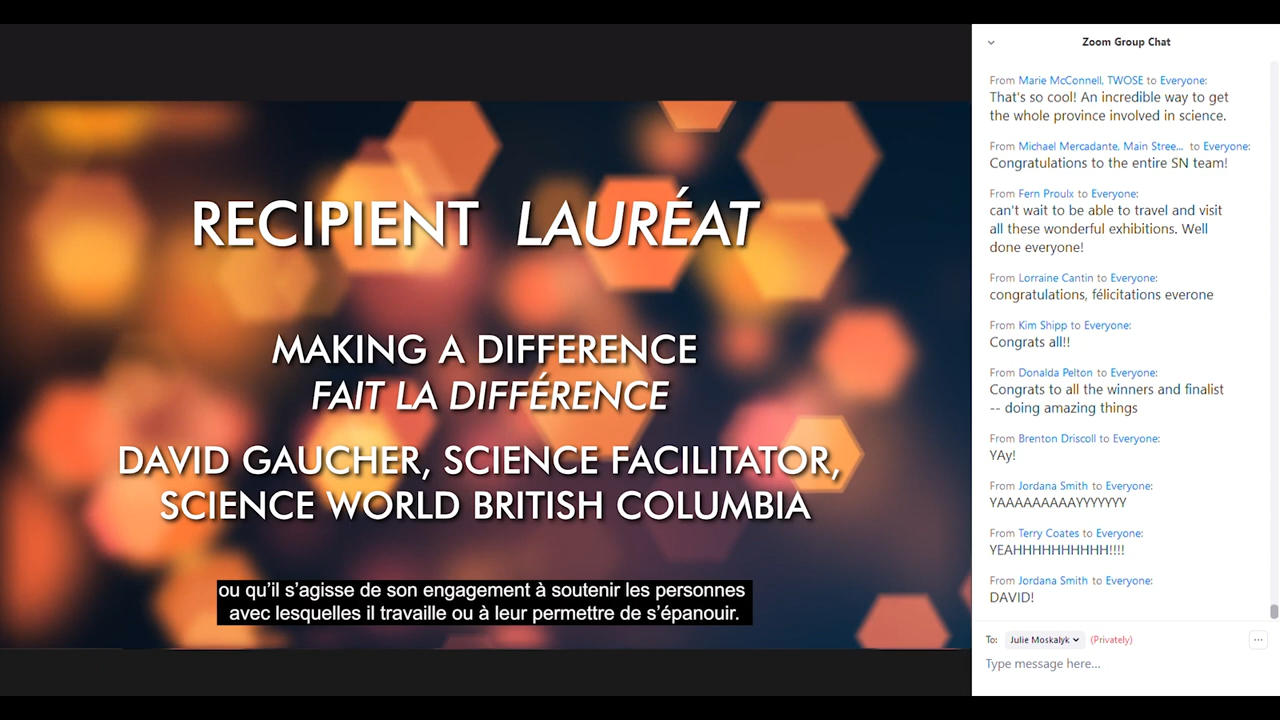 RECIPIENT LAURÉAT
MAKING A DIFFERENCE
FAIT LA DIFFÉRENCE
DAVID GAUCHER, SCIENCE FACILITATOR,
SCIENCE WORLD BRITISH COLUMBIA
ou qu'il s'agisse de son engagement à soutenir les personnes
avec lesquelles il travaille ou à leur permettre de s'épanouir.
Zoom Group Chat
From Marie McConnell, TWOSE to Everyone:
That's so cool! An incredible way to get
the whole province involved in science.
From Michael Mercadante, Main Stree... to Everyone:
Congratulations to the entire SN team!
From Fern Proulx to Everyone:
can't wait to be able to travel and visit
all these wonderful exhibitions. Well
done everyone!
From Lorraine Cantin to Everyone:
congratulations, félicitations everone
From Kim Shipp to Everyone:
Congrats all!!
From Donalda Pelton to Everyone:
Congrats to all the winners and finalist
-- doing amazing things
From Brenton Driscoll to Everyone:
YAy!
From Jordana Smith to Everyone:
YAAAAAAAAAYYYYYYY
From Terry Coates to Everyone:
YEAHHHHHHHHHHH!!!!
From Jordana Smith to Everyone:
DAVID!
To: Julie Moskalyk (Privately)
Type message here...